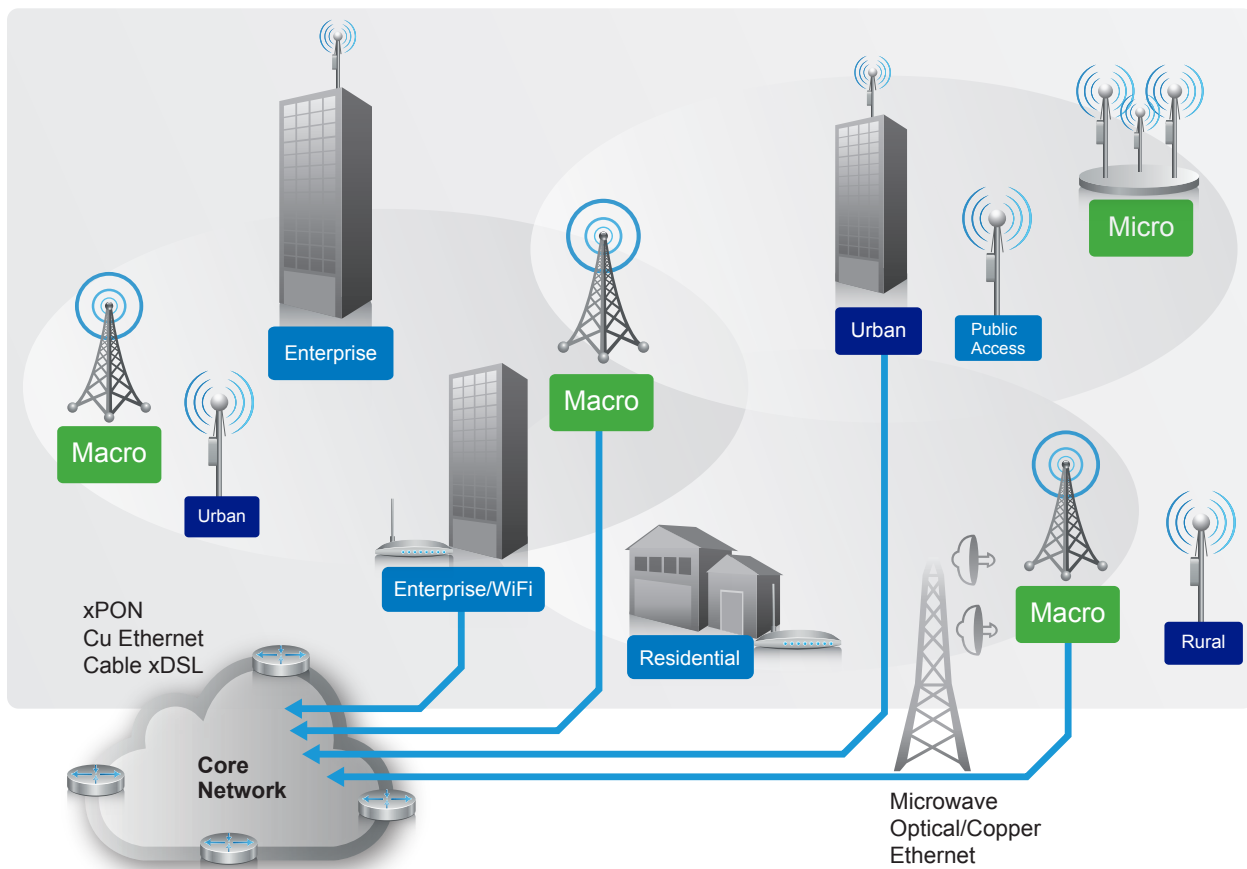 Enterprise
Macro
Urban
Macro
Enterprise/WiFi
Urban
Public
Access
Micro
Residential
Macro
Rural
xPON
Cu Ethernet
Cable xDSL
Core
Network
Microwave
Optical/Copper
Ethernet